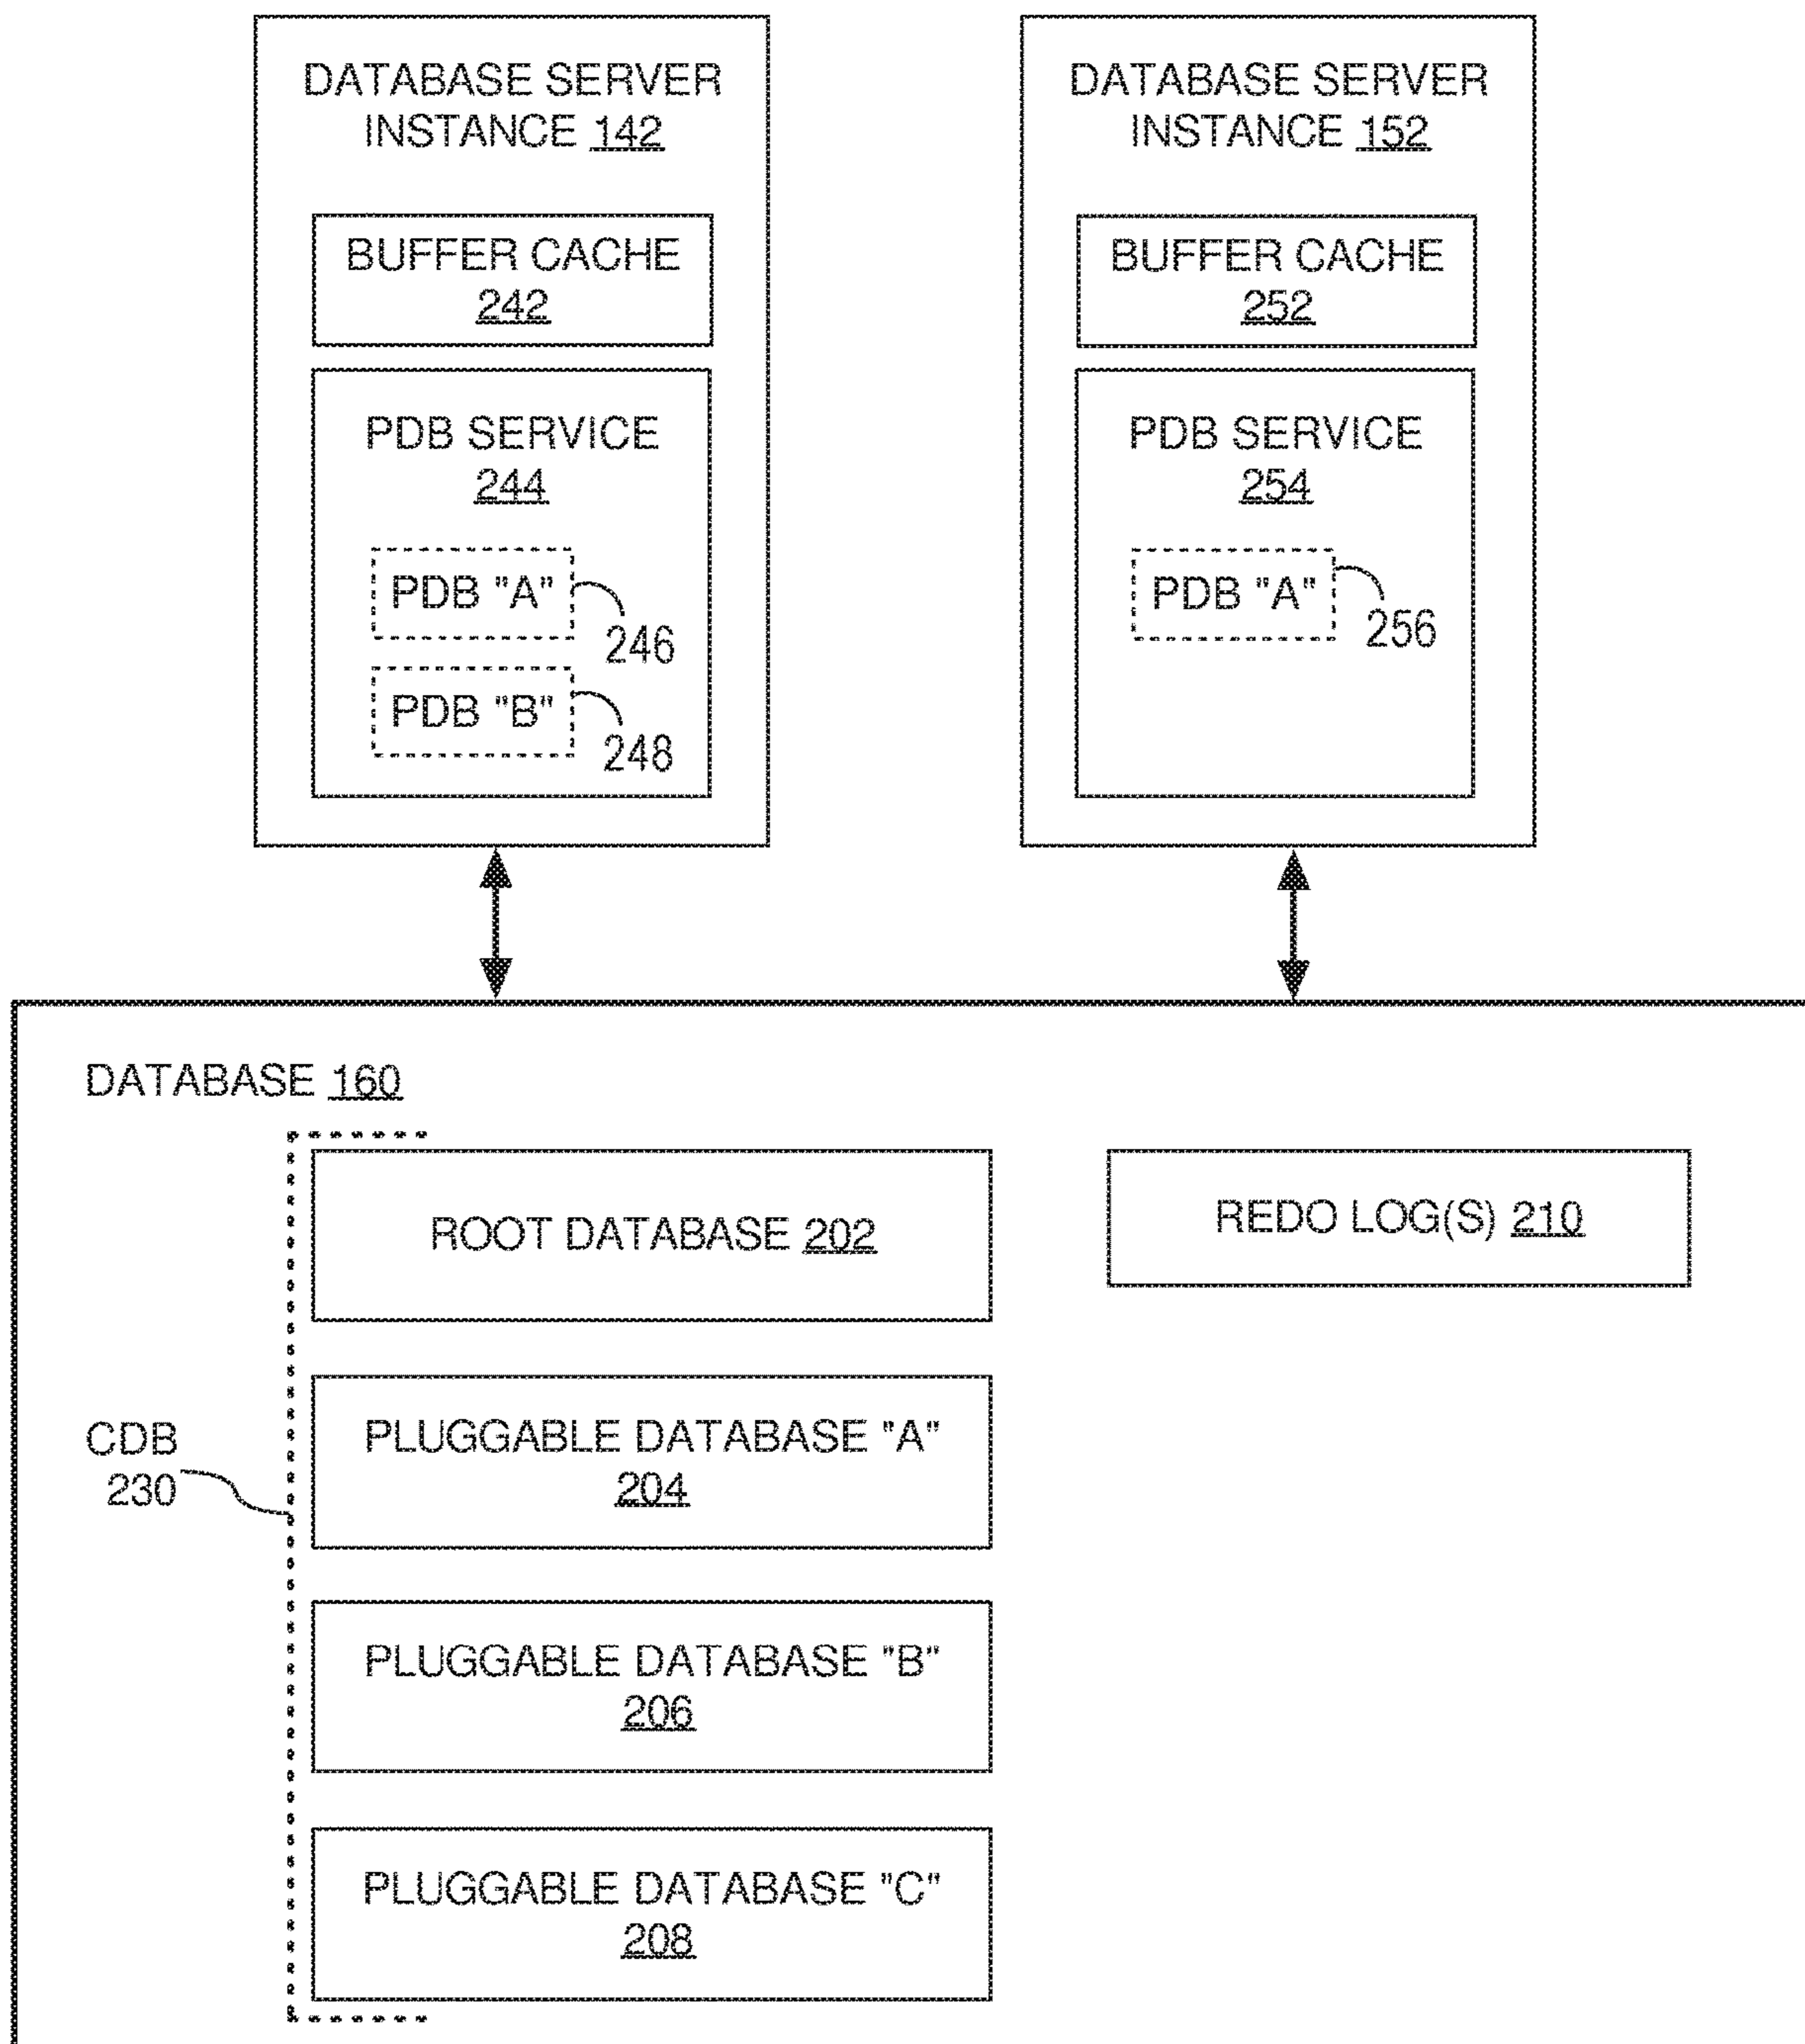 DATABASE SERVER
INSTANCE 142
BUFFER CACHE
242
PDB SERVICE
244
PDB "A"
246
PDB "B"
248
DATABASE SERVER
INSTANCE 152
BUFFER CACHE
252
PDB SERVICE
254
PDB "A"
256
DATABASE 160
ROOT DATABASE 202
REDO LOG(S) 210
CDB
230
PLUGGABLE DATABASE "A"
204
PLUGGABLE DATABASE "B"
206
PLUGGABLE DATABASE "C"
208